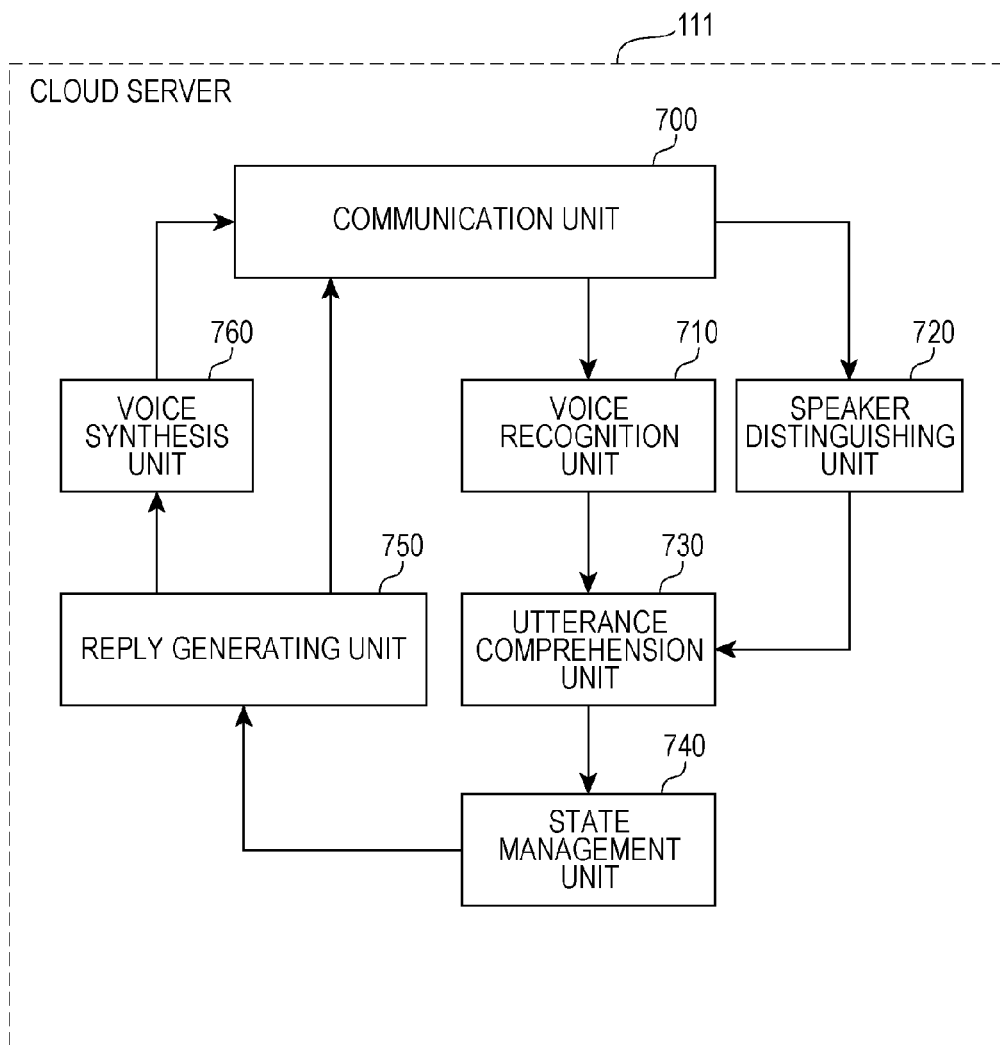 111
CLOUD SERVER
700
COMMUNICATION UNIT
760
VOICE
SYNTHESIS
UNIT
710
VOICE
RECOGNITION
UNIT
720
SPEAKER
DISTINGUISHING
UNIT
750
REPLY GENERATING UNIT
730
UTTERANCE
COMPREHENSION
UNIT
740
STATE
MANAGEMENT
UNIT